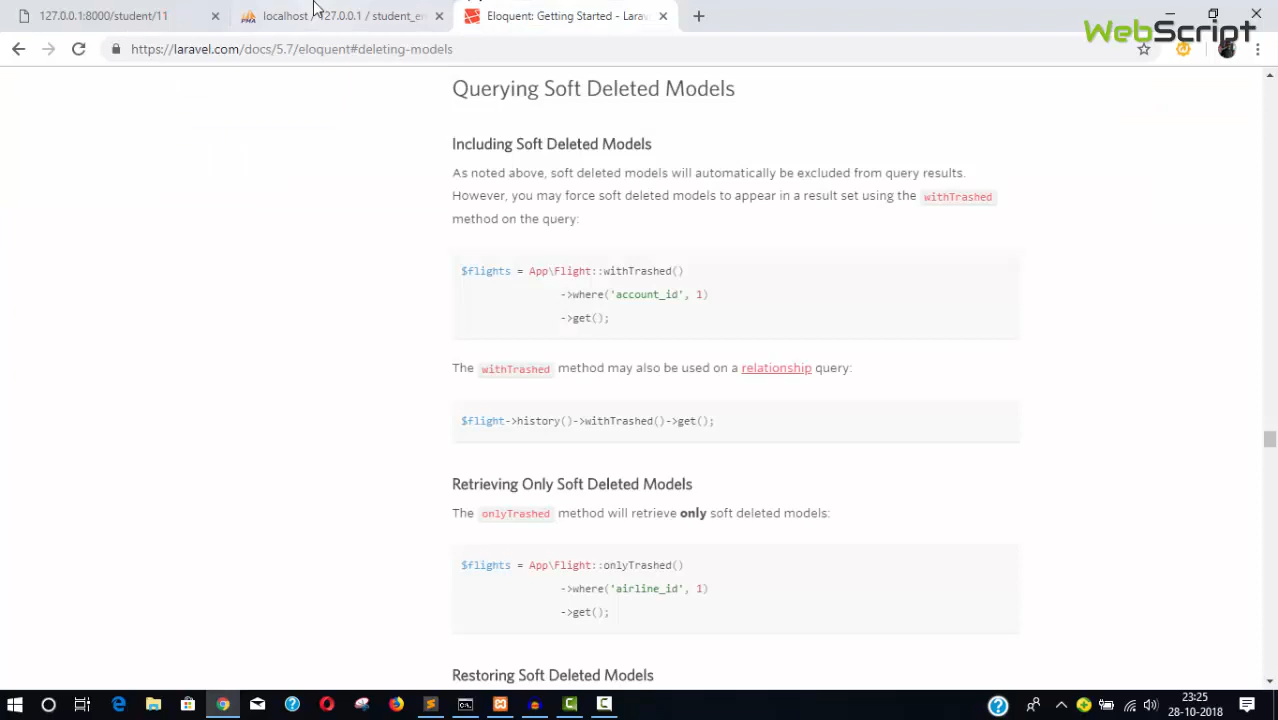 127.0.0.1:8000/student/11
localhost / 127.0.0.1 / student_en
Eloquent: Getting Started - Larav
WebScript
https://laravel.com/docs/5.7/eloquent#deleting-models
Querying Soft Deleted Models
Including Soft Deleted Models
As noted above, soft deleted models will automatically be excluded from query results.
However, you may force soft deleted models to appear in a result set using the withTrashed
method on the query:
$flights = App\Flight::withTrashed()
->where('account_id', 1)
->get();
The withTrashed method may also be used on a relationship query:
$flight->history()->withTrashed()->get();
Retrieving Only Soft Deleted Models
The onlyTrashed method will retrieve only soft deleted models:
$flights = App\Flight::onlyTrashed()
->where('airline_id', 1)
->get();
Restoring Soft Deleted Models
23:25
28-10-2018